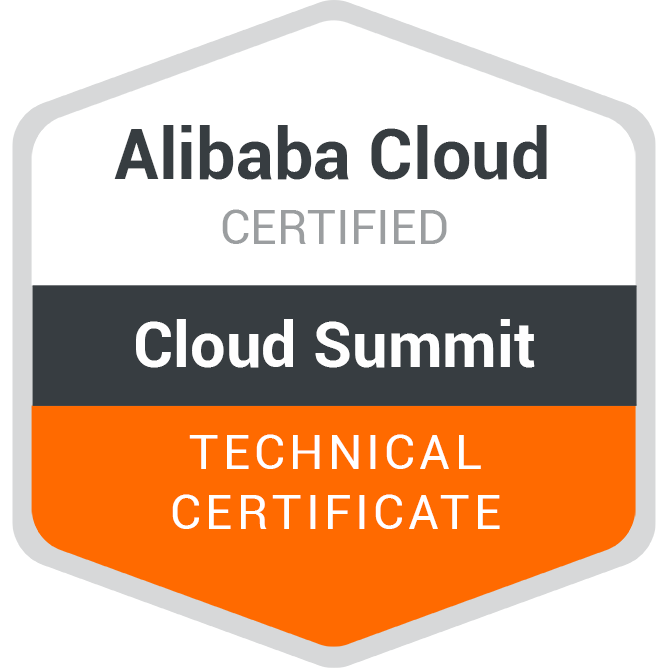 Alibaba Cloud
CERTIFIED
Cloud Summit
TECHNICAL
CERTIFICATE